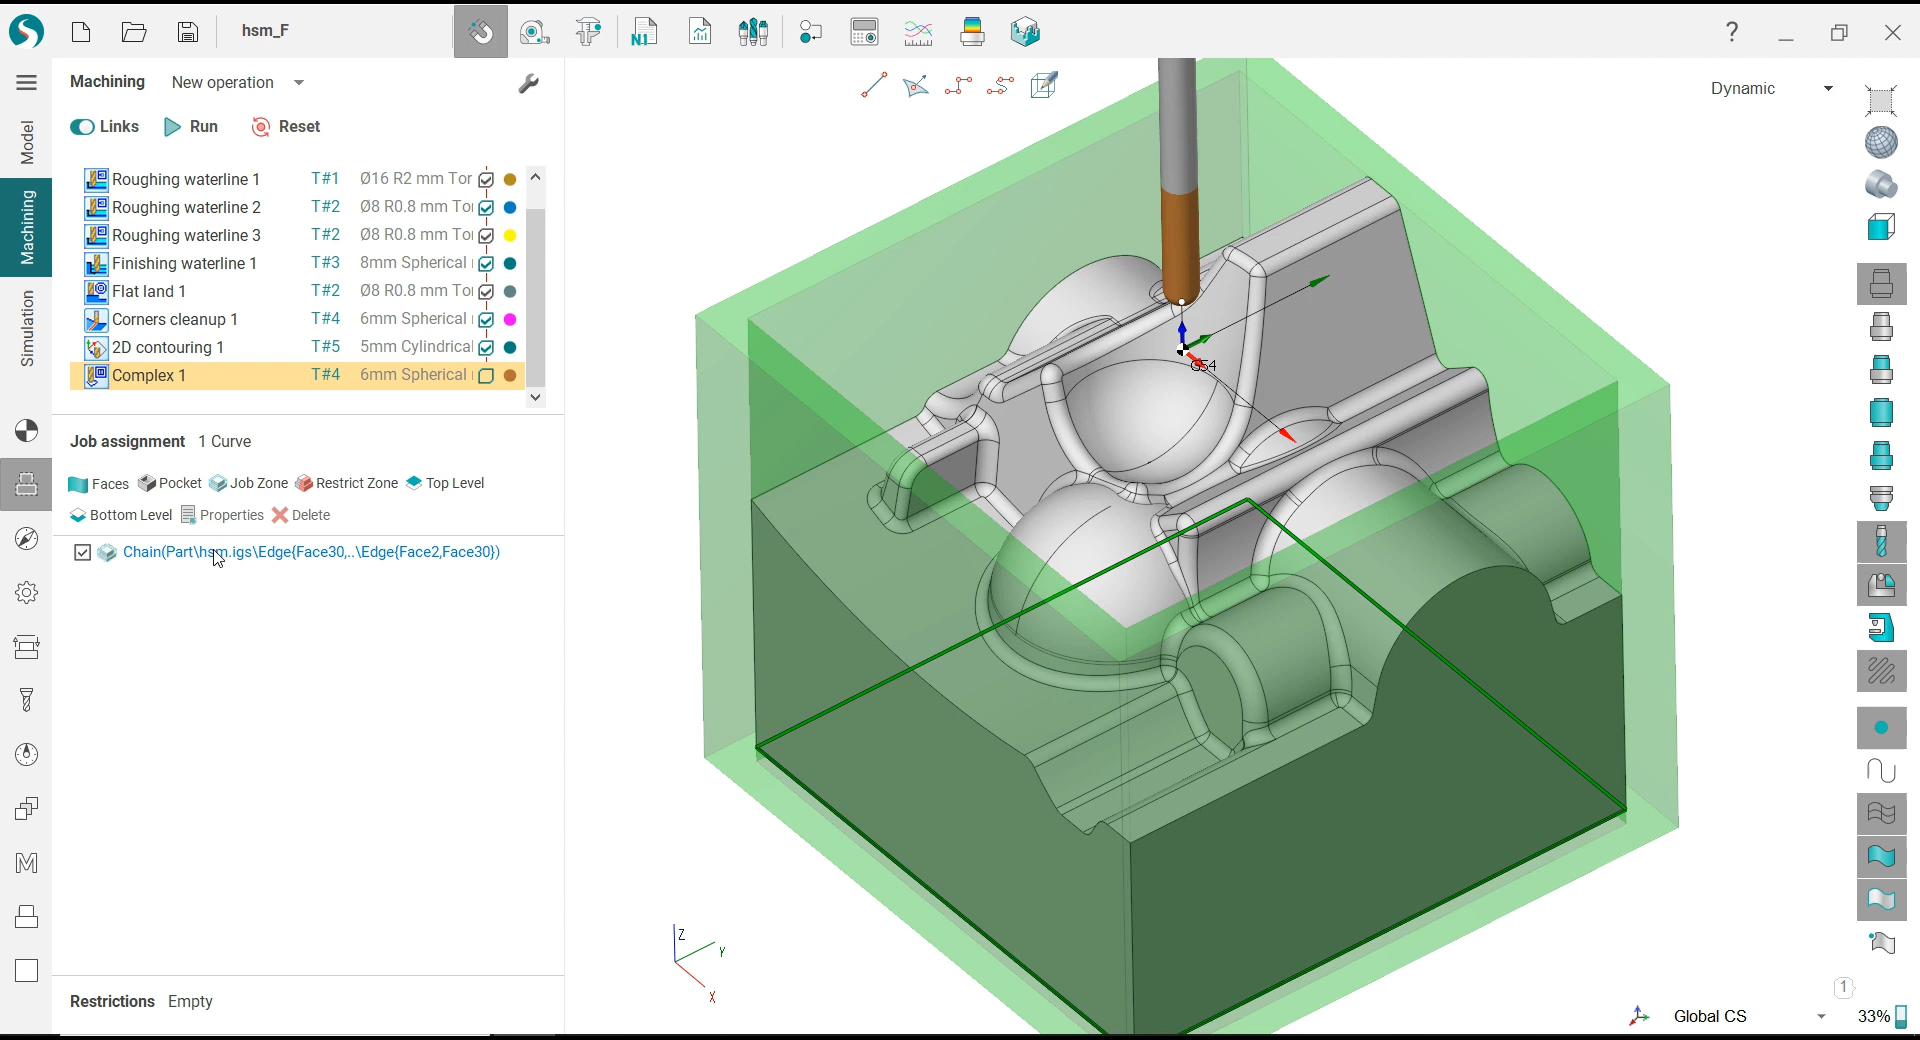 hsm_F
N1
?
Machining New operation
Links Run Reset
Dynamic
Model
Machining
Simulation
Roughing waterline 1 T#1 Ø16 R2 mm Tor
Roughing waterline 2 T#2 Ø8 R0.8 mm Tor
Roughing waterline 3 T#2 Ø8 R0.8 mm Tor
Finishing waterline 1 T#3 8mm Spherical
Flat land 1 T#2 Ø8 R0.8 mm Tor
Corners cleanup 1 T#4 6mm Spherical
2D contouring 1 T#5 5mm Cylindrical
Complex 1 T#4 6mm Spherical
G54
Job assignment 1 Curve
Faces Pocket Job Zone Restrict Zone Top Level
Bottom Level Properties Delete
Chain(Part\hsm.igs\Edge{Face30,..\Edge{Face2,Face30})
M
Z
Y
X
Restrictions Empty
1
Global CS 33%